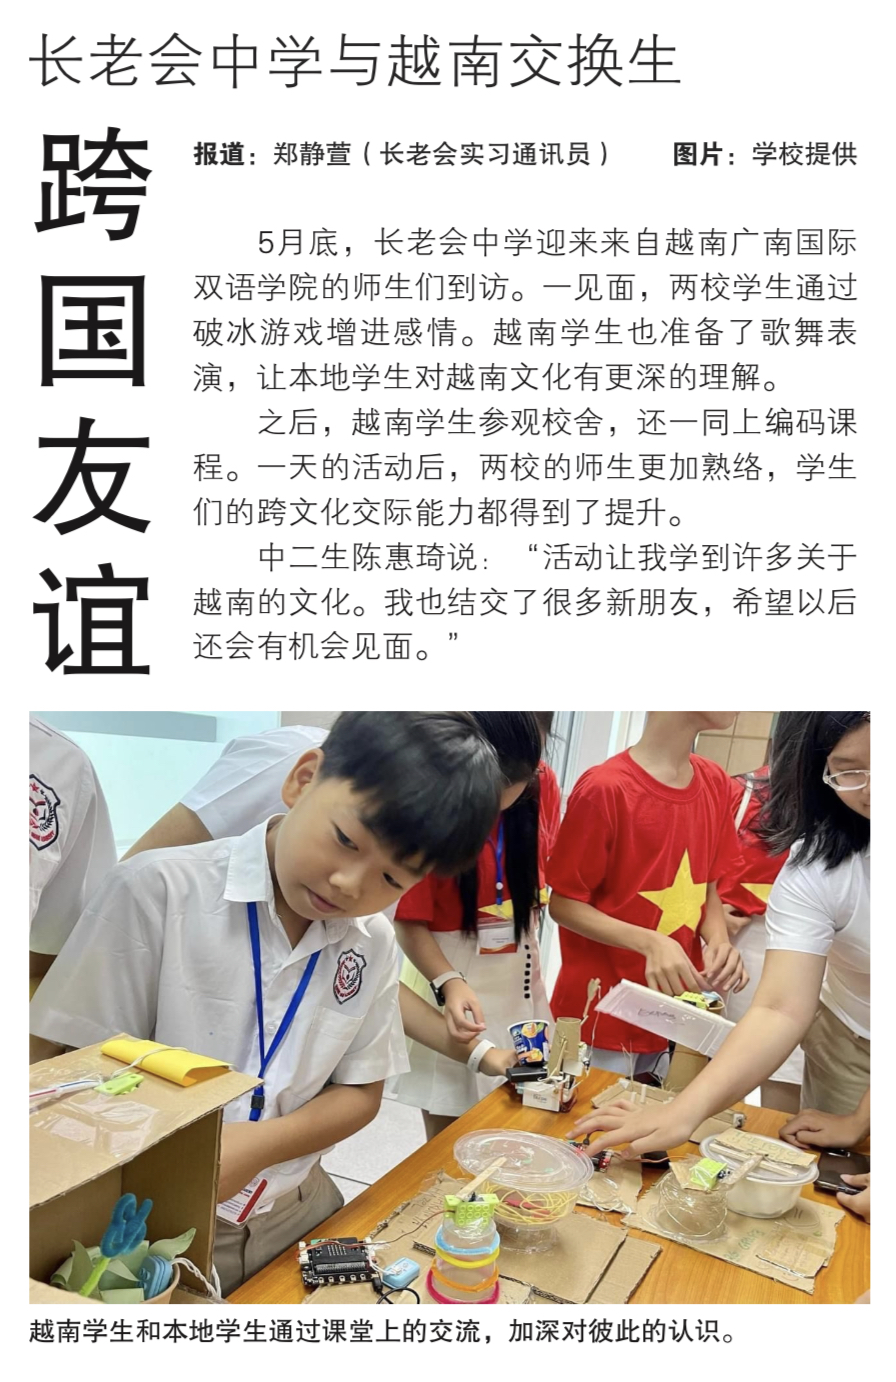 长老会中学与越南交换生
跨国友谊
报道：郑静萱（长老会实习通讯员） 图片：学校提供
5月底，长老会中学迎来来自越南广南国际
双语学院的师生们到访。一见面，两校学生通过
破冰游戏增进感情。越南学生也准备了歌舞表
演，让本地学生对越南文化有更深的理解。
之后，越南学生参观校舍，还一同上编码课
程。一天的活动后，两校的师生更加熟络，学生
们的跨文化交际能力都得到了提升。
中二生陈惠琦说：“活动让我学到许多关于
越南的文化。我也结交了很多新朋友，希望以后
还会有机会见面。”
越南学生和本地学生通过课堂上的交流，加深对彼此的认识。